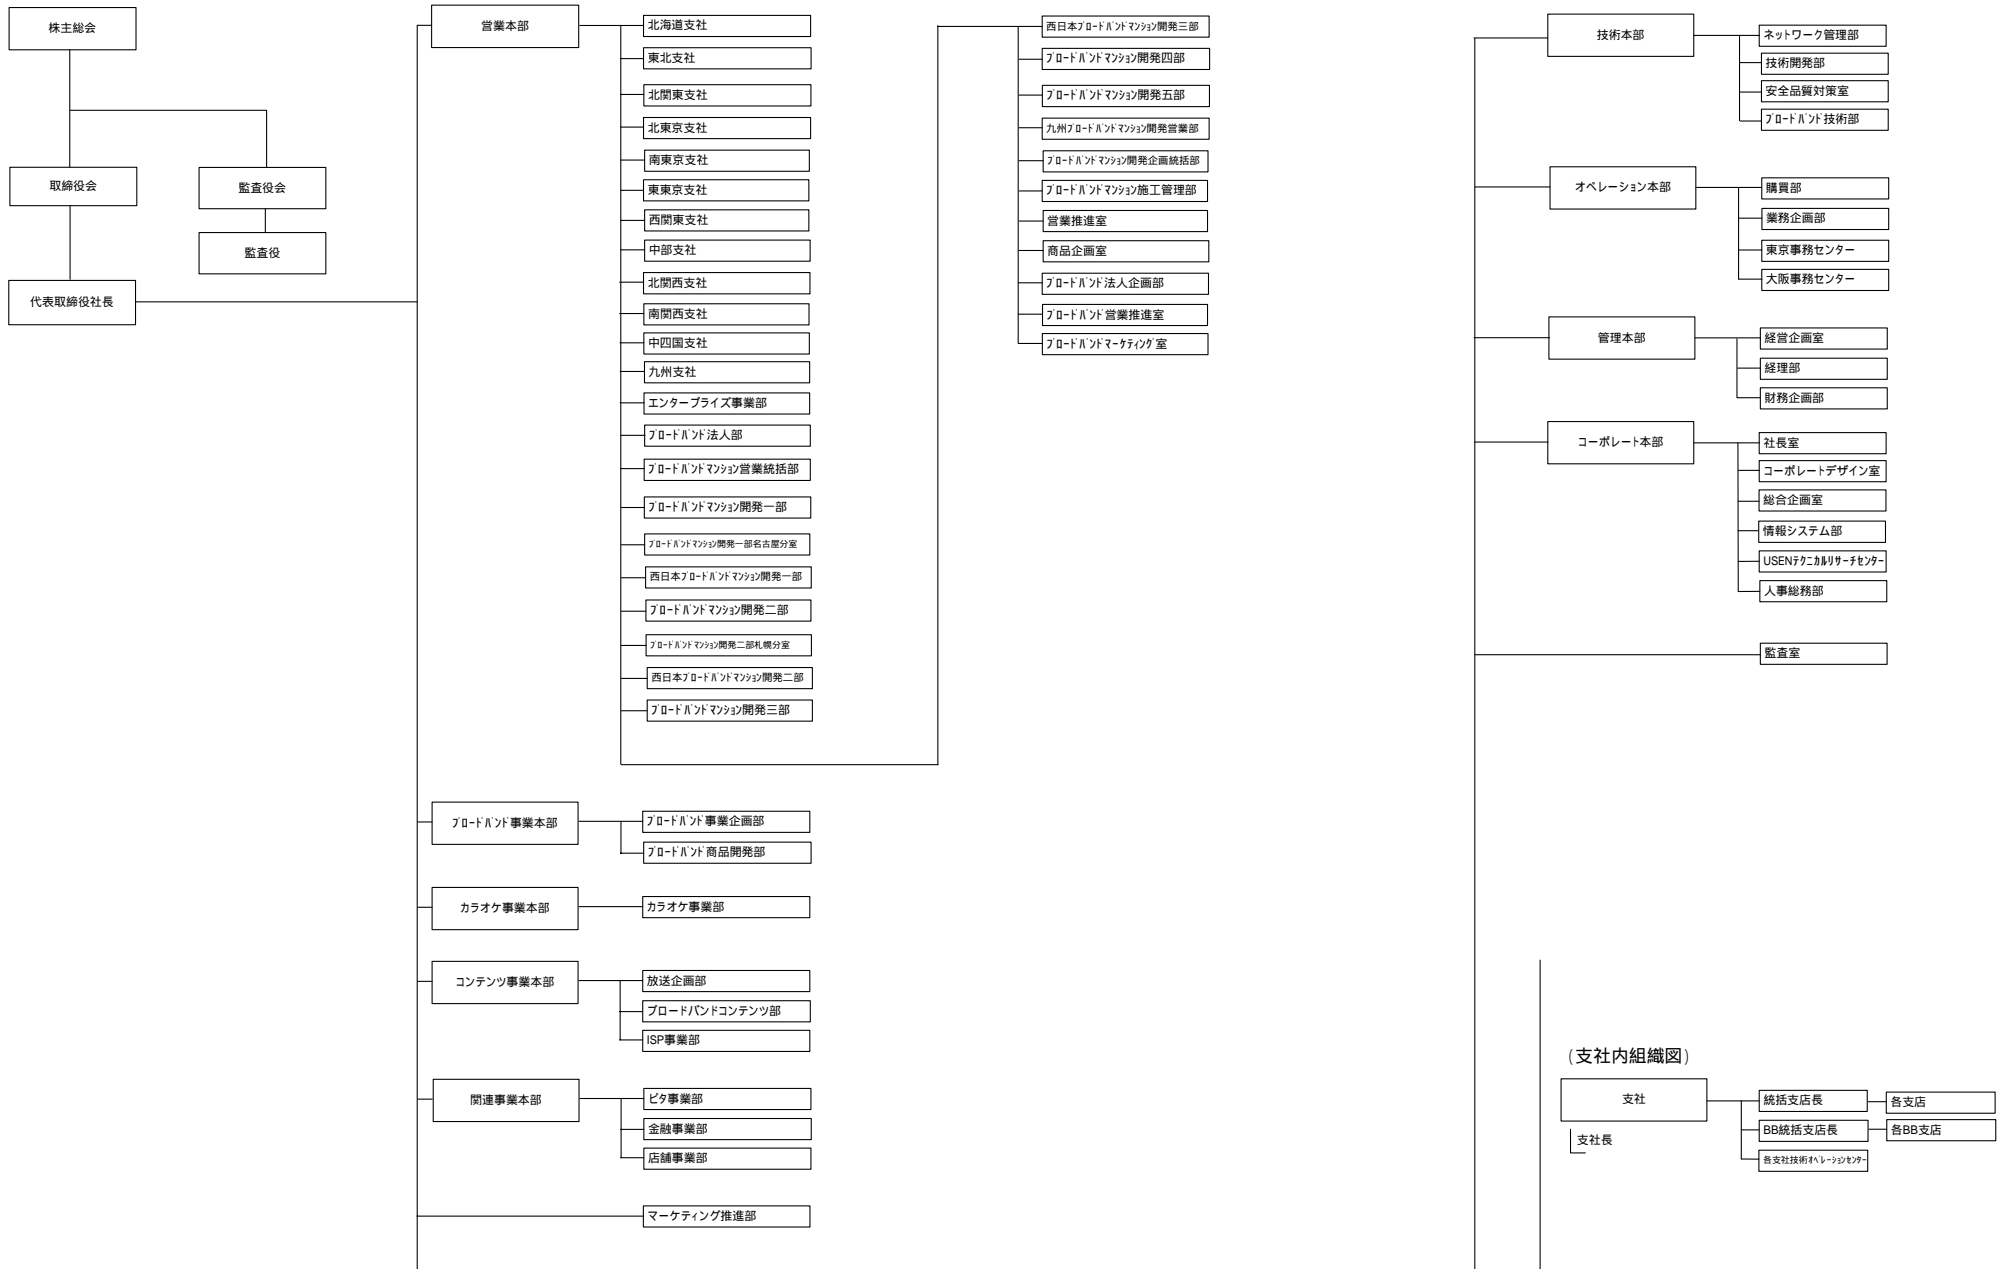 株主総会
取締役会
監査役会
監査役
代表取締役社長
営業本部
北海道支社
東北支社
北関東支社
北東京支社
南東京支社
東東京支社
西関東支社
中部支社
北関西支社
南関西支社
中四国支社
九州支社
エンタープライズ事業部
ﾌﾞﾛｰﾄﾞﾊﾞﾝﾄﾞ法人部
ﾌﾞﾛｰﾄﾞﾊﾞﾝﾄﾞﾏﾝｼｮﾝ営業統括部
ﾌﾞﾛｰﾄﾞﾊﾞﾝﾄﾞﾏﾝｼｮﾝ開発一部
ﾌﾞﾛｰﾄﾞﾊﾞﾝﾄﾞﾏﾝｼｮﾝ開発一部名古屋分室
西日本ﾌﾞﾛｰﾄﾞﾊﾞﾝﾄﾞﾏﾝｼｮﾝ開発一部
ﾌﾞﾛｰﾄﾞﾊﾞﾝﾄﾞﾏﾝｼｮﾝ開発二部
ﾌﾞﾛｰﾄﾞﾊﾞﾝﾄﾞﾏﾝｼｮﾝ開発二部札幌分室
西日本ﾌﾞﾛｰﾄﾞﾊﾞﾝﾄﾞﾏﾝｼｮﾝ開発二部
ﾌﾞﾛｰﾄﾞﾊﾞﾝﾄﾞﾏﾝｼｮﾝ開発三部
西日本ﾌﾞﾛｰﾄﾞﾊﾞﾝﾄﾞﾏﾝｼｮﾝ開発三部
ﾌﾞﾛｰﾄﾞﾊﾞﾝﾄﾞﾏﾝｼｮﾝ開発四部
ﾌﾞﾛｰﾄﾞﾊﾞﾝﾄﾞﾏﾝｼｮﾝ開発五部
九州ﾌﾞﾛｰﾄﾞﾊﾞﾝﾄﾞﾏﾝｼｮﾝ開発営業部
ﾌﾞﾛｰﾄﾞﾊﾞﾝﾄﾞﾏﾝｼｮﾝ開発企画統括部
ﾌﾞﾛｰﾄﾞﾊﾞﾝﾄﾞﾏﾝｼｮﾝ施工管理部
営業推進室
商品企画室
ﾌﾞﾛｰﾄﾞﾊﾞﾝﾄﾞ法人企画部
ﾌﾞﾛｰﾄﾞﾊﾞﾝﾄﾞ営業推進室
ﾌﾞﾛｰﾄﾞﾊﾞﾝﾄﾞﾏｰｹﾃｨﾝｸﾞ室
ﾌﾞﾛｰﾄﾞﾊﾞﾝﾄﾞ事業本部
ﾌﾞﾛｰﾄﾞﾊﾞﾝﾄﾞ事業企画部
ﾌﾞﾛｰﾄﾞﾊﾞﾝﾄﾞ商品開発部
カラオケ事業本部
カラオケ事業部
コンテンツ事業本部
放送企画部
ブロードバンドコンテンツ部
ISP事業部
関連事業本部
ビタ事業部
金融事業部
店舗事業部
マーケティング推進部
技術本部
ネットワーク管理部
技術開発部
安全品質対策室
ﾌﾞﾛｰﾄﾞﾊﾞﾝﾄﾞ技術部
オペレーション本部
購買部
業務企画部
東京事務センター
大阪事務センター
管理本部
経営企画室
経理部
財務企画部
コーポレート本部
社長室
コーポレートデザイン室
総合企画室
情報システム部
USENﾃｸﾆｶﾙﾘｻｰﾁｾﾝﾀｰ
人事総務部
監査室
(支社内組織図)
支社
支社長
統括支店長
各支店
BB統括支店長
各BB支店
各支社技術ｵﾍﾟﾚｰｼｮﾝｾﾝﾀｰ